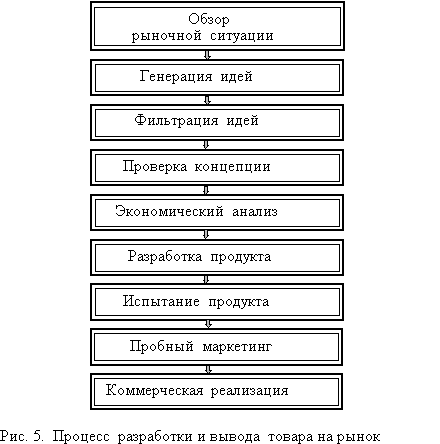 Обзор
рыночной ситуации
Генерация идей
Фильтрация идей
Проверка концепции
Экономический анализ
Разработка продукта
Испытание продукта
Пробный маркетинг
Коммерческая реализация
Рис. 5. Процесс разработки и вывода товара на рынок